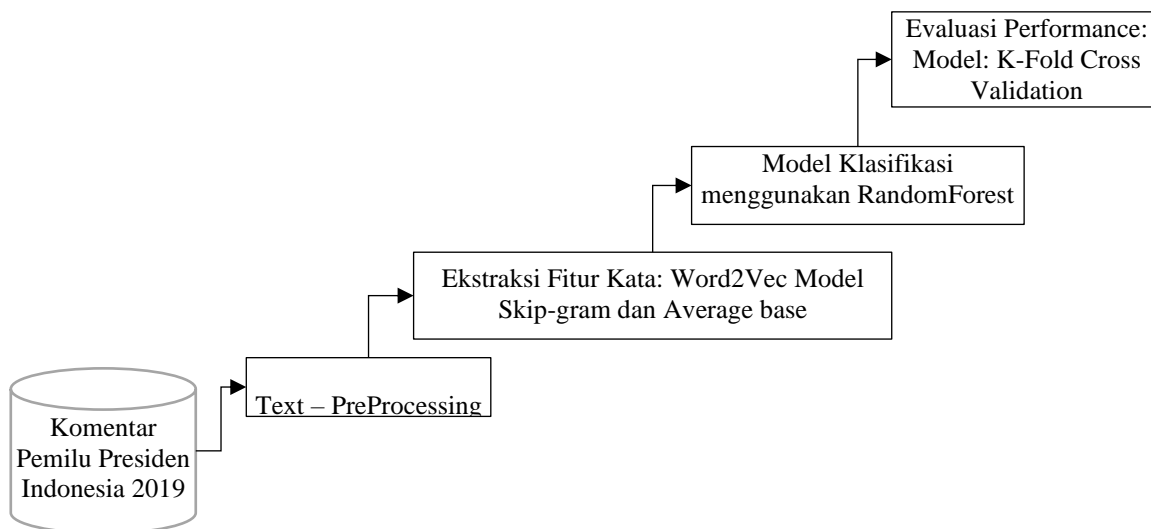 Evaluasi Performance:
Model: K-Fold Cross
Validation
Model Klasifikasi
menggunakan RandomForest
Ekstraksi Fitur Kata: Word2Vec Model
Skip-gram dan Average base
Text – PreProcessing
Komentar
Pemilu Presiden
Indonesia 2019